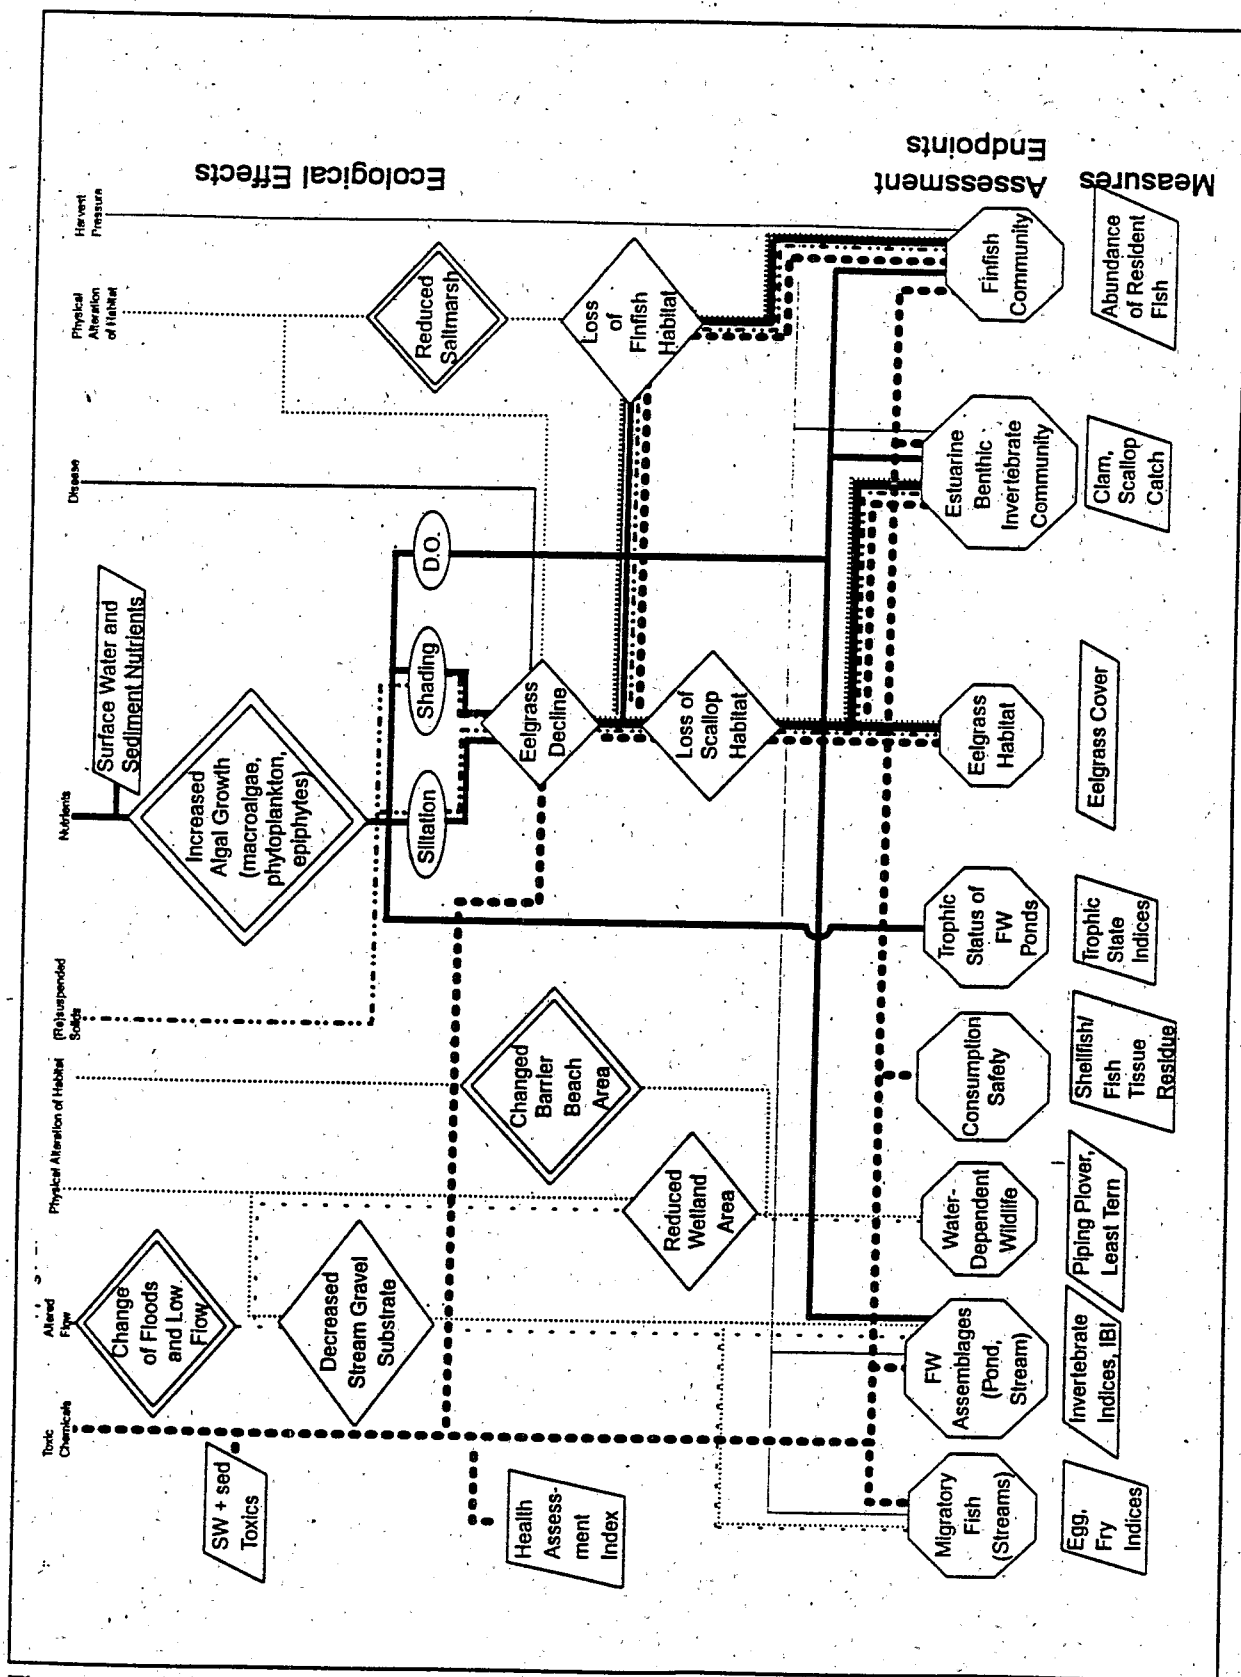 Toxic
Chemicals
Altered
Flow
Physical Alteration of Habitat
(Re)suspended
Solids
Nutrients
Disease
Physical
Alteration
of Habitat
Harvest
Pressure
Surface Water and
Sediment Nutrients
Change
of Floods
and Low
Flow
Increased
Algal Growth
(macroalgae,
phytoplankton,
epiphytes)
SW + sed
Toxics
Ecological Effects
Decreased
Stream Gravel
Substrate
Siltation
Shading
D.O.
Reduced
Saltmarsh
Health
Assess-
ment
Index
Changed
Barrier
Beach
Area
Eelgrass
Decline
Loss
of
Finfish
Habitat
Reduced
Wetland
Area
Loss of
Scallop
Habitat
Assessment
Endpoints
Migratory
Fish
(Streams)
FW
Assemblages
(Pond,
Stream)
Water-
Dependent
Wildlife
Consumption
Safety
Trophic
Status of
FW
Ponds
Eelgrass
Habitat
Estuarine
Benthic
Invertebrate
Community
Finfish
Community
Measures
Egg,
Fry
Indices
Invertebrate
Indices, IBI
Piping Plover,
Least Tern
Shellfish/
Fish
Tissue
Residue
Trophic
State
Indices
Eelgrass Cover
Clam,
Scallop
Catch
Abundance
of Resident
Fish